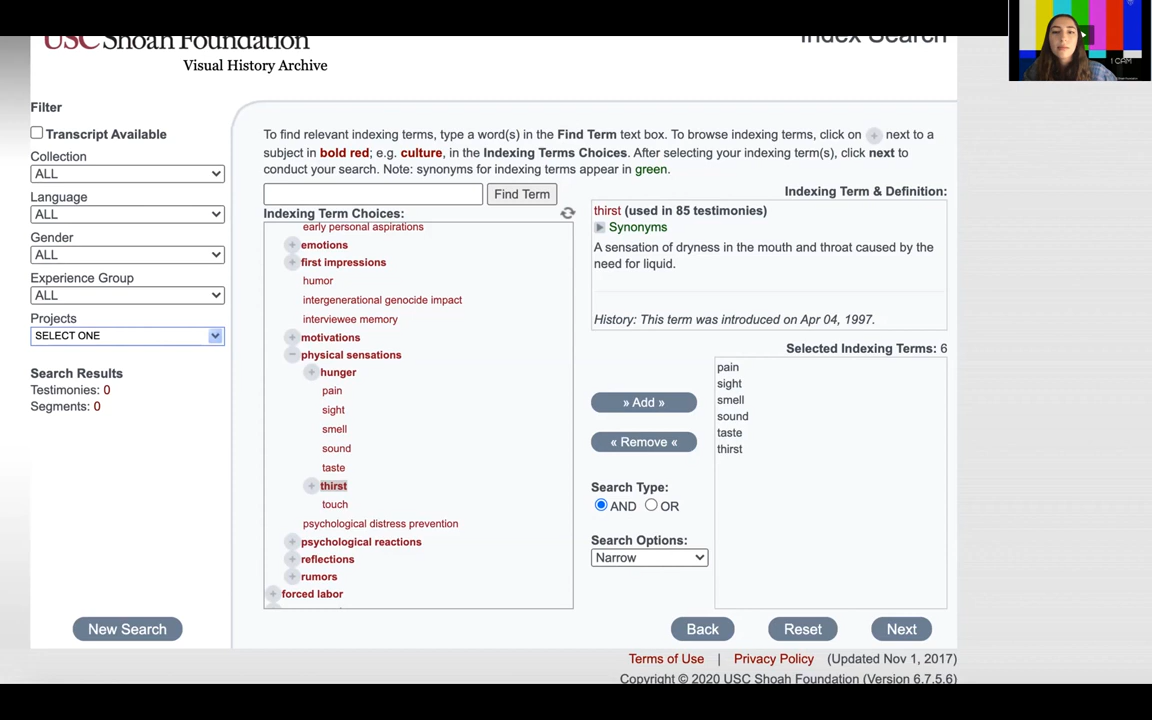 USC Shoah Foundation
Index Search
Visual History Archive
1 CAM
Filter
Transcript Available
Collection
ALL
Language
ALL
Gender
ALL
Experience Group
ALL
Projects
SELECT ONE
Search Results
Testimonies: 0
Segments: 0
New Search
To find relevant indexing terms, type a word(s) in the Find Term text box. To browse indexing terms, click on + next to a
subject in bold red; e.g. culture, in the Indexing Terms Choices. After selecting your indexing term(s), click next to
conduct your search. Note: synonyms for indexing terms appear in green.
Find Term
Indexing Term Choices:
early personal aspirations
emotions
first impressions
humor
intergenerational genocide impact
interviewee memory
motivations
physical sensations
hunger
pain
sight
smell
sound
taste
thirst
touch
psychological distress prevention
psychological reactions
reflections
rumors
forced labor
Indexing Term & Definition:
thirst (used in 85 testimonies)
Synonyms
A sensation of dryness in the mouth and throat caused by the
need for liquid.
History: This term was introduced on Apr 04, 1997.
Selected Indexing Terms: 6
pain
sight
smell
sound
taste
thirst
» Add »
« Remove «
Search Type:
AND OR
Search Options:
Narrow
Back
Reset
Next
Terms of Use | Privacy Policy (Updated Nov 1, 2017)
Copyright © 2020 USC Shoah Foundation (Version 6.7.5.6)